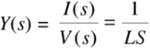 Y(s) = I(s)/V(s) = 1/LS